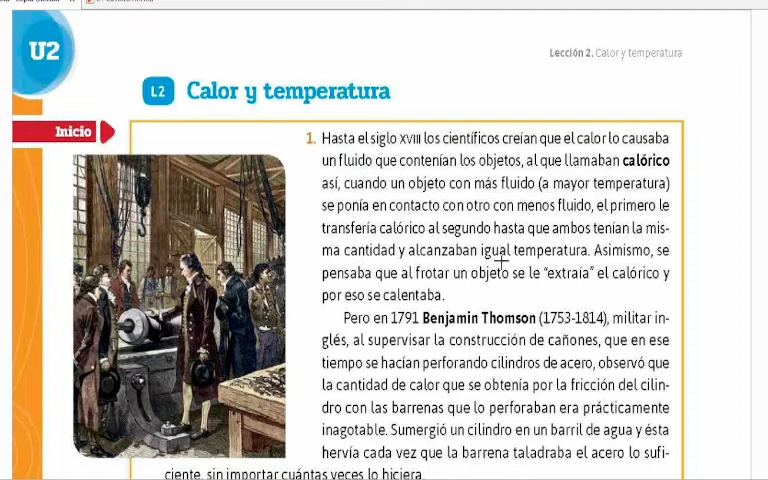 U2
Lección 2. Calor y temperatura
L2 Calor y temperatura
Inicio
1. Hasta el siglo XVIII los científicos creían que el calor lo causaba
un fluido que contenían los objetos, al que llamaban calórico
así, cuando un objeto con más fluido (a mayor temperatura)
se ponía en contacto con otro con menos fluido, el primero le
transfería calórico al segundo hasta que ambos tenían la mis-
ma cantidad y alcanzaban igual temperatura. Asimismo, se
pensaba que al frotar un objeto se le “extraía” el calórico y
por eso se calentaba.
Pero en 1791 Benjamin Thomson (1753-1814), militar in-
glés, al supervisar la construcción de cañones, que en ese
tiempo se hacían perforando cilindros de acero, observó que
la cantidad de calor que se obtenía por la fricción del cilin-
dro con las barrenas que lo perforaban era prácticamente
inagotable. Sumergió un cilindro en un barril de agua y ésta
hervía cada vez que la barrena taladraba el acero lo sufi-
ciente, sin importar cuántas veces lo hiciera.